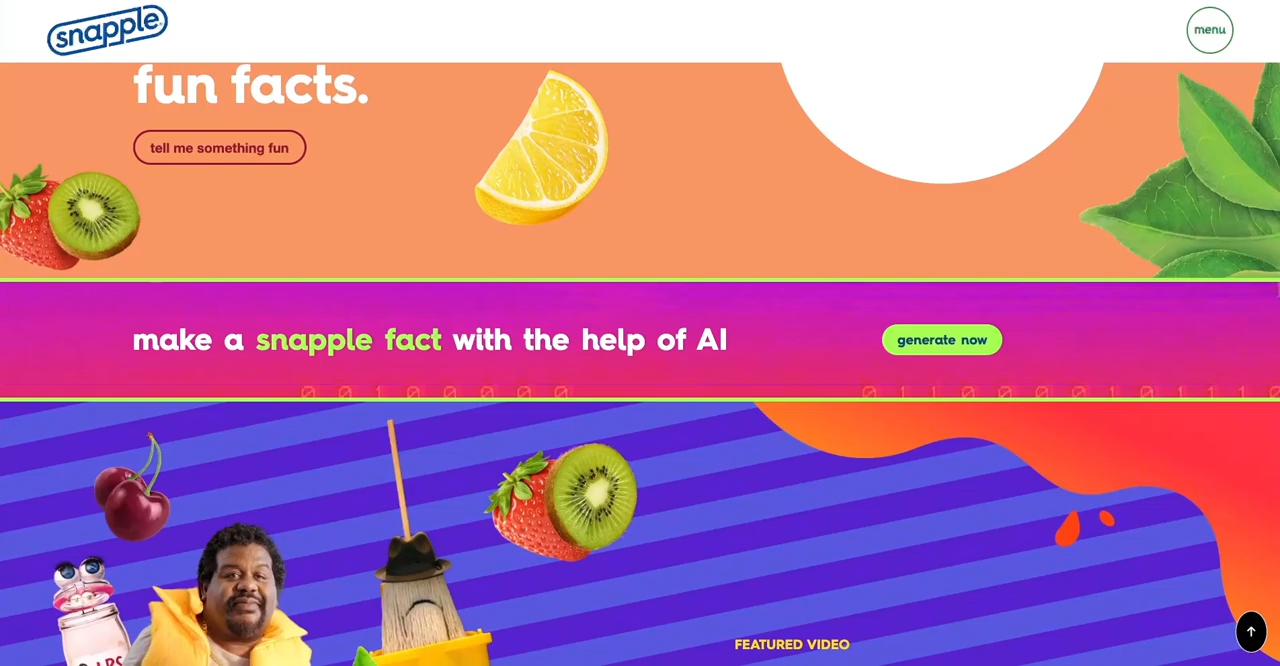 snapple
menu
fun facts.
tell me something fun
make a snapple fact with the help of AI
generate now
FEATURED VIDEO